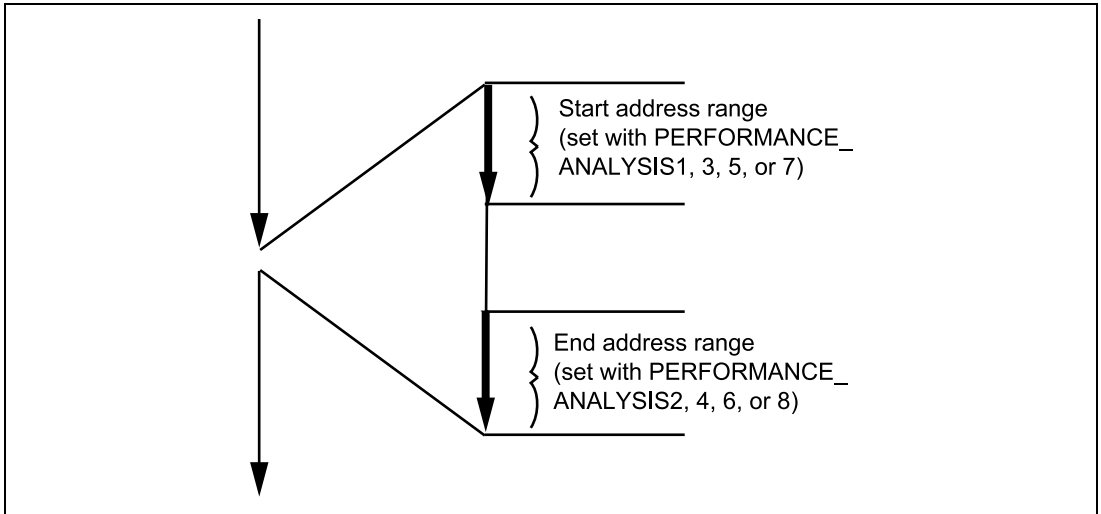 Start address range
(set with PERFORMANCE_
ANALYSIS1, 3, 5, or 7)
End address range
(set with PERFORMANCE_
ANALYSIS2, 4, 6, or 8)